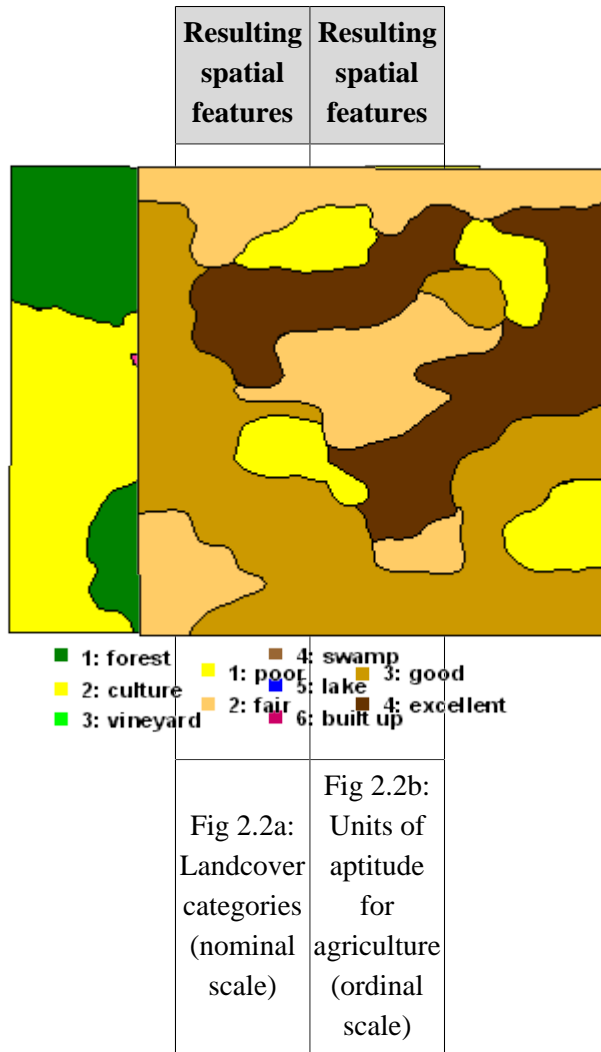 Resulting Resulting
spatial spatial
features features
1: forest
2: culture
3: vineyard
4: swamp
5: lake
6: built up
1: poor
2: fair
3: good
4: excellent
Fig 2.2a:
Landcover
categories
(nominal
scale)
Fig 2.2b:
Units of
aptitude
for
agriculture
(ordinal
scale)